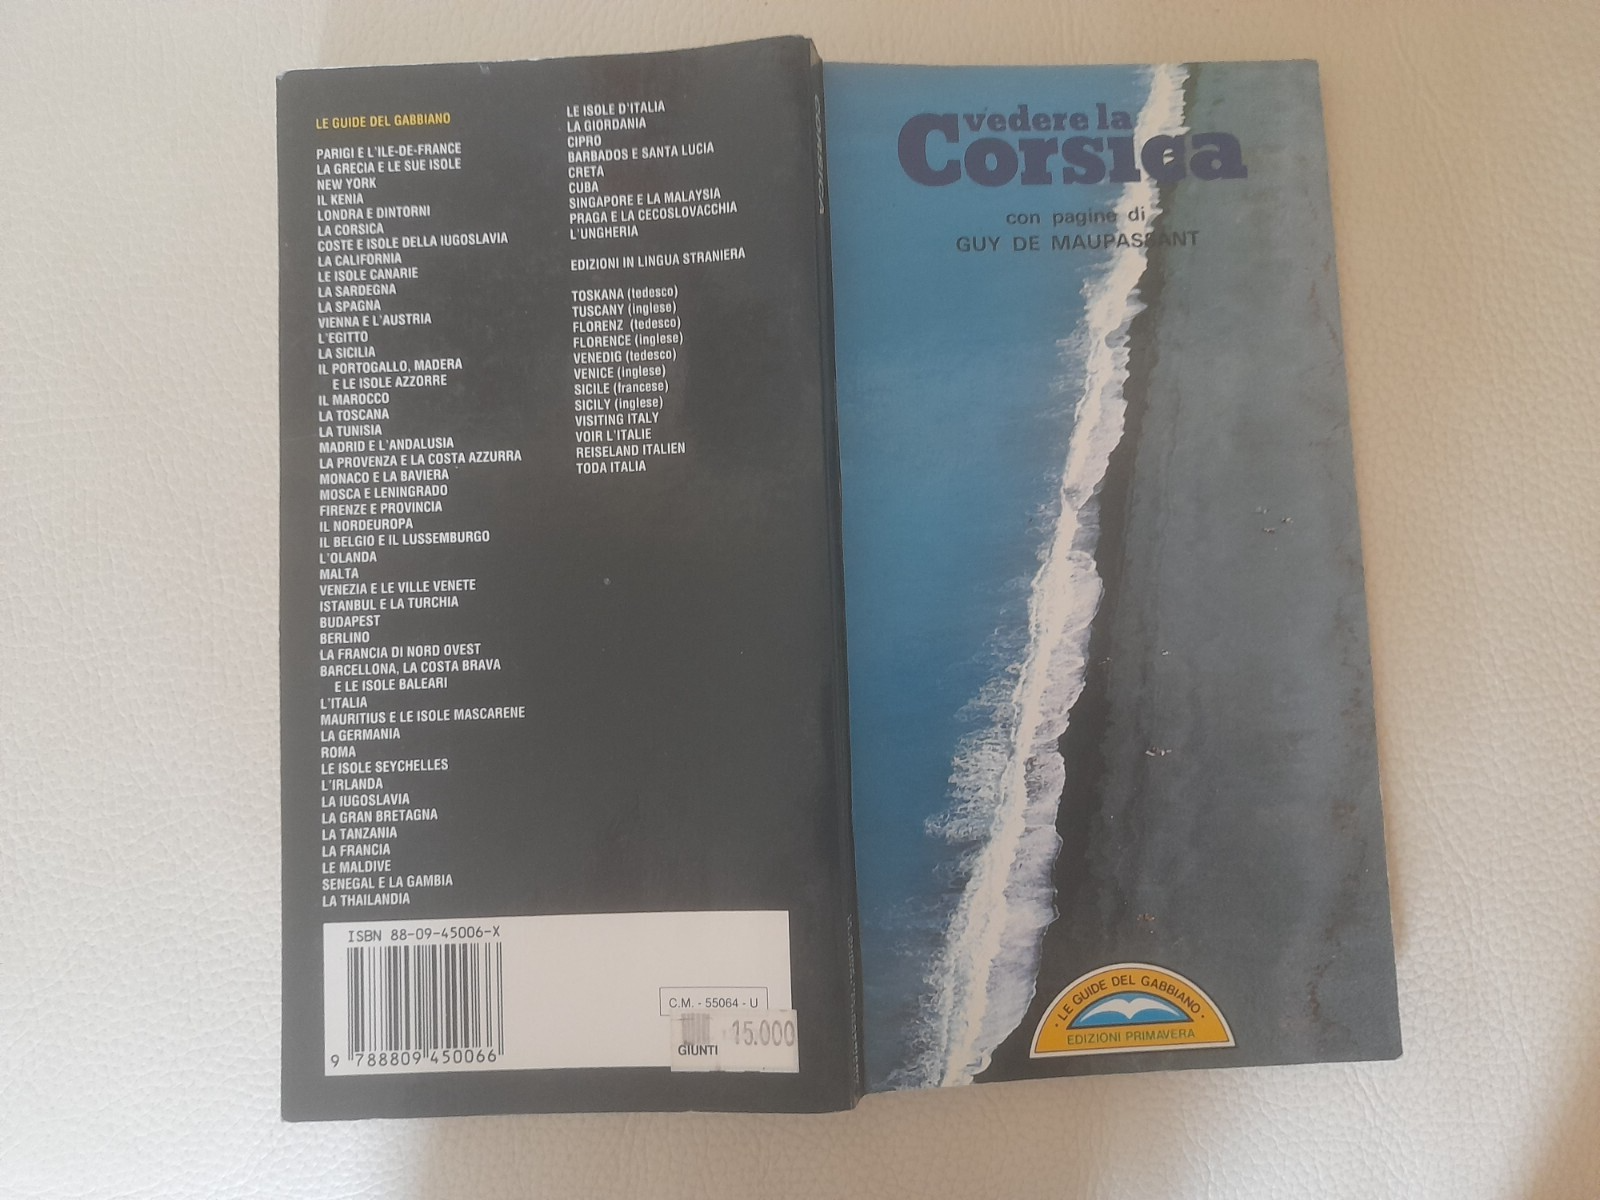 LE GUIDE DEL GABBIANO
PARIGI E L'ILE-DE-FRANCE
LA GRECIA E LE SUE ISOLE
NEW YORK
IL KENIA
LONDRA E DINTORNI
LA CORSICA
COSTE E ISOLE DELLA IUGOSLAVIA
LA CALIFORNIA
LE ISOLE CANARIE
LA SARDEGNA
LA SPAGNA
VIENNA E L'AUSTRIA
L'EGITTO
LA SICILIA
IL PORTOGALLO, MADERA
E LE ISOLE AZZORRE
IL MAROCCO
LA TOSCANA
LA TUNISIA
MADRID E L'ANDALUSIA
LA PROVENZA E LA COSTA AZZURRA
MONACO E LA BAVIERA
MOSCA E LENINGRADO
FIRENZE E PROVINCIA
IL NORDEUROPA
IL BELGIO E IL LUSSEMBURGO
L'OLANDA
MALTA
VENEZIA E LE VILLE VENETE
ISTANBUL E LA TURCHIA
BUDAPEST
BERLINO
LA FRANCIA DI NORD OVEST
BARCELLONA, LA COSTA BRAVA
E LE ISOLE BALEARI
L'ITALIA
MAURITIUS E LE ISOLE MASCARENE
LA GERMANIA
ROMA
LE ISOLE SEYCHELLES
L'IRLANDA
LA IUGOSLAVIA
LA GRAN BRETAGNA
LA TANZANIA
LA FRANCIA
LE MALDIVE
SENEGAL E LA GAMBIA
LA THAILANDIA
LE ISOLE D'ITALIA
LA GIORDANIA
CIPRO
BARBADOS E SANTA LUCIA
CRETA
CUBA
SINGAPORE E LA MALAYSIA
PRAGA E LA CECOSLOVACCHIA
L'UNGHERIA
EDIZIONI IN LINGUA STRANIERA
TOSKANA (tedesco)
TUSCANY (inglese)
FLORENZ (tedesco)
FLORENCE (inglese)
VENEDIG (tedesco)
VENICE (inglese)
SICILE (francese)
SICILY (inglese)
VISITING ITALY
VOIR L'ITALIE
REISELAND ITALIEN
TODA ITALIA
ISBN 88-09-45006-X
9 788809 450066
C.M. - 55064 - U
GIUNTI 15.000
CORSICA
vedere la
Corsica
con pagine di
GUY DE MAUPASSANT
· LE GUIDE DEL GABBIANO ·
EDIZIONI PRIMAVERA